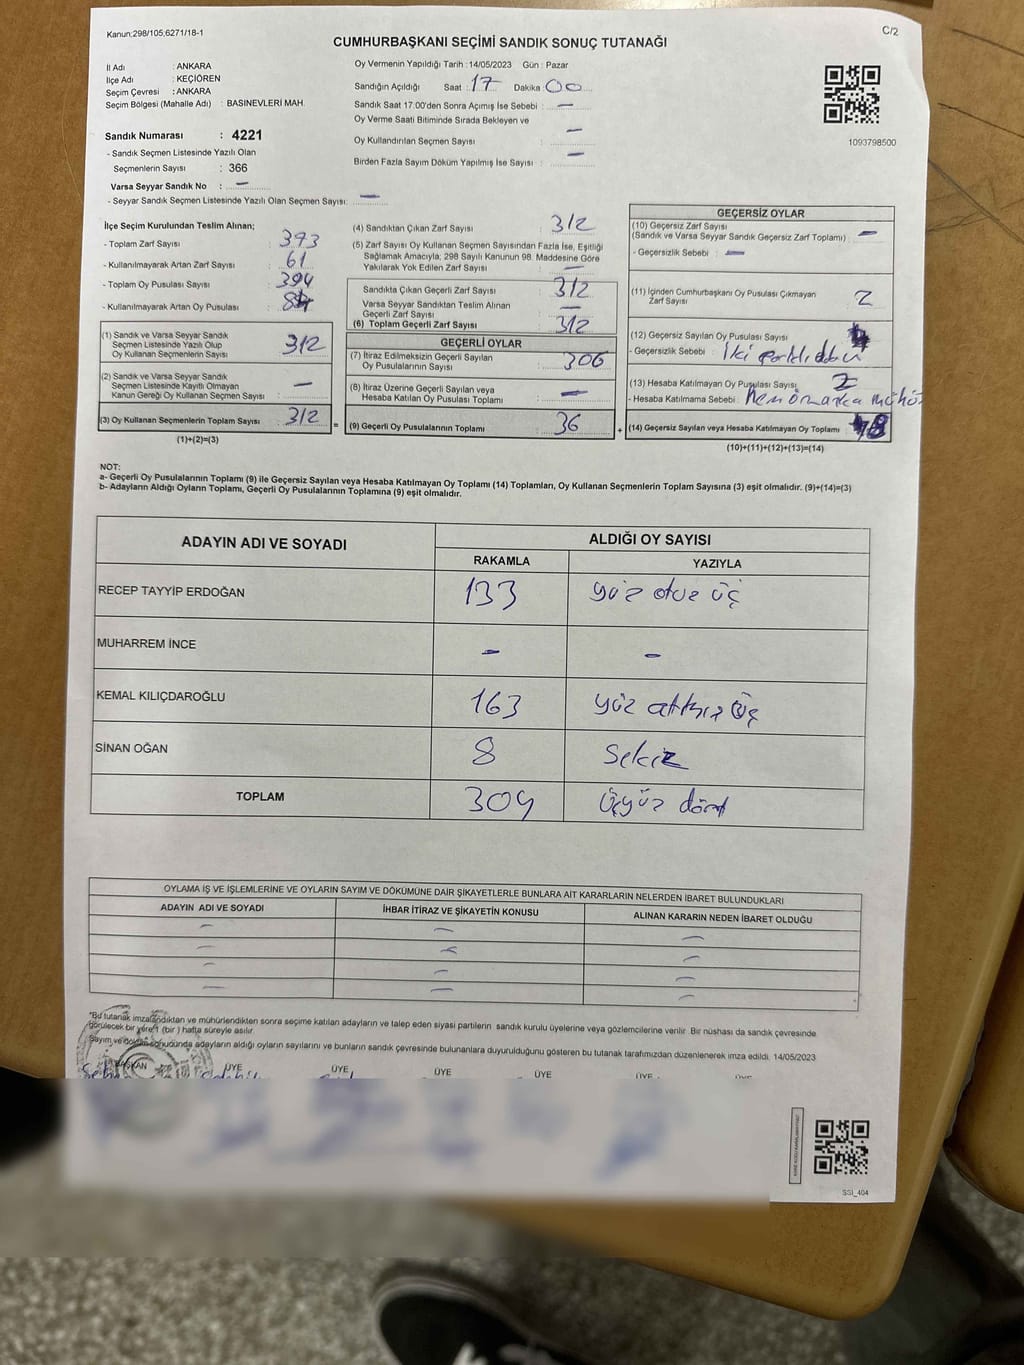 Kanun:298/105;6271/18-1
C/2
CUMHURBAŞKANI SEÇİMİ SANDIK SONUÇ TUTANAĞI
İl Adı : ANKARA
İlçe Adı : KEÇİÖREN
Seçim Çevresi : ANKARA
Seçim Bölgesi (Mahalle Adı) : BASINEVLERİ MAH.
Sandık Numarası : 4221
- Sandık Seçmen Listesinde Yazılı Olan
Seçmenlerin Sayısı : 366
Varsa Seyyar Sandık No : —
- Seyyar Sandık Seçmen Listesinde Yazılı Olan Seçmen Sayısı: —
Oy Vermenin Yapıldığı Tarih :14/05/2023 Gün : Pazar
Sandığın Açıldığı Saat :17 Dakika :00
Sandık Saat 17:00'den Sonra Açımış İse Sebebi : —
Oy Verme Saati Bitiminde Sırada Bekleyen ve
Oy Kullandırılan Seçmen Sayısı : —
Birden Fazla Sayım Döküm Yapılmış İse Sayısı : —
1093798500
İlçe Seçim Kurulundan Teslim Alınan;
- Toplam Zarf Sayısı : 373
- Kullanılmayarak Artan Zarf Sayısı : 61
- Toplam Oy Pusulası Sayısı : 394
- Kullanılmayarak Artan Oy Pusulası :
(1) Sandık ve Varsa Seyyar Sandık
Seçmen Listesinde Yazılı Olup
Oy Kullanan Seçmenlerin Sayısı : 312
(2) Sandık ve Varsa Seyyar Sandık
Seçmen Listesinde Kayıtlı Olmayan
Kanun Gereği Oy Kullanan Seçmen Sayısı : —
(3) Oy Kullanan Seçmenlerin Toplam Sayısı : 312
(1)+(2)=(3)
(4) Sandıktan Çıkan Zarf Sayısı : 312
(5) Zarf Sayısı Oy Kullanan Seçmen Sayısından Fazla İse, Eşitliği
Sağlamak Amacıyla; 298 Sayılı Kanunun 98. Maddesine Göre
Yakılarak Yok Edilen Zarf Sayısı : —
Sandıkta Çıkan Geçerli Zarf Sayısı : 312
Varsa Seyyar Sandıktan Teslim Alınan
Geçerli Zarf Sayısı : —
(6) Toplam Geçerli Zarf Sayısı : 312
GEÇERLİ OYLAR
(7) İtiraz Edilmeksizin Geçerli Sayılan
Oy Pusulalarının Sayısı : 306
(8) İtiraz Üzerine Geçerli Sayılan veya
Hesaba Katılan Oy Pusulası Toplamı : —
= (9) Geçerli Oy Pusulalarının Toplamı : 36
GEÇERSİZ OYLAR
(10) Geçersiz Zarf Sayısı
(Sandık ve Varsa Seyyar Sandık Geçersiz Zarf Toplamı) : —
- Geçersizlik Sebebi : —
(11) İçinden Cumhurbaşkanı Oy Pusulası Çıkmayan
Zarf Sayısı : 2
(12) Geçersiz Sayılan Oy Pusulası Sayısı : 4
- Geçersizlik Sebebi : İki
(13) Hesaba Katılmayan Oy Pusulası Sayısı : 2
- Hesaba Katılmama Sebebi :
+ (14) Geçersiz Sayılan veya Hesaba Katılmayan Oy Toplamı : 8
(10)+(11)+(12)+(13)=(14)
NOT:
a- Geçerli Oy Pusulalarının Toplamı (9) ile Geçersiz Sayılan veya Hesaba Katılmayan Oy Toplamı (14) Toplamları, Oy Kullanan Seçmenlerin Toplam Sayısına (3) eşit olmalıdır. (9)+(14)=(3)
b- Adayların Aldığı Oyların Toplamı, Geçerli Oy Pusulalarının Toplamına (9) eşit olmalıdır.
ADAYIN ADI VE SOYADI
ALDIĞI OY SAYISI
RAKAMLA YAZIYLA
RECEP TAYYİP ERDOĞAN 133 yüz otuz üç
MUHARREM İNCE - -
KEMAL KILIÇDAROĞLU 163 yüz altmış üç
SİNAN OĞAN 8 sekiz
TOPLAM 304 üçyüz dört
OYLAMA İŞ VE İŞLEMLERİNE VE OYLARIN SAYIM VE DÖKÜMÜNE DAİR ŞİKAYETLERLE BUNLARA AİT KARARLARIN NELERDEN İBARET BULUNDUKLARI
ADAYIN ADI VE SOYADI İHBAR İTİRAZ VE ŞİKAYETİN KONUSU ALINAN KARARIN NEDEN İBARET OLDUĞU
*Bu tutanak imzalandıktan ve mühürlendikten sonra seçime katılan adayların ve talep eden siyasi partilerin sandık kurulu üyelerine veya gözlemcilerine verilir. Bir nüshası da sandık çevresinde
görülecek bir yere 1 (bir ) hafta süreyle asılır.
Sayım ve döküm sonucunda adayların aldığı oyların sayılarını ve bunların sandık çevresinde bulunanlara duyurulduğunu gösteren bu tutanak tarafımızdan düzenlenerek imza edildi. 14/05/2023
BAŞKAN ÜYE ÜYE ÜYE ÜYE ÜYE ÜYE
SSI_404